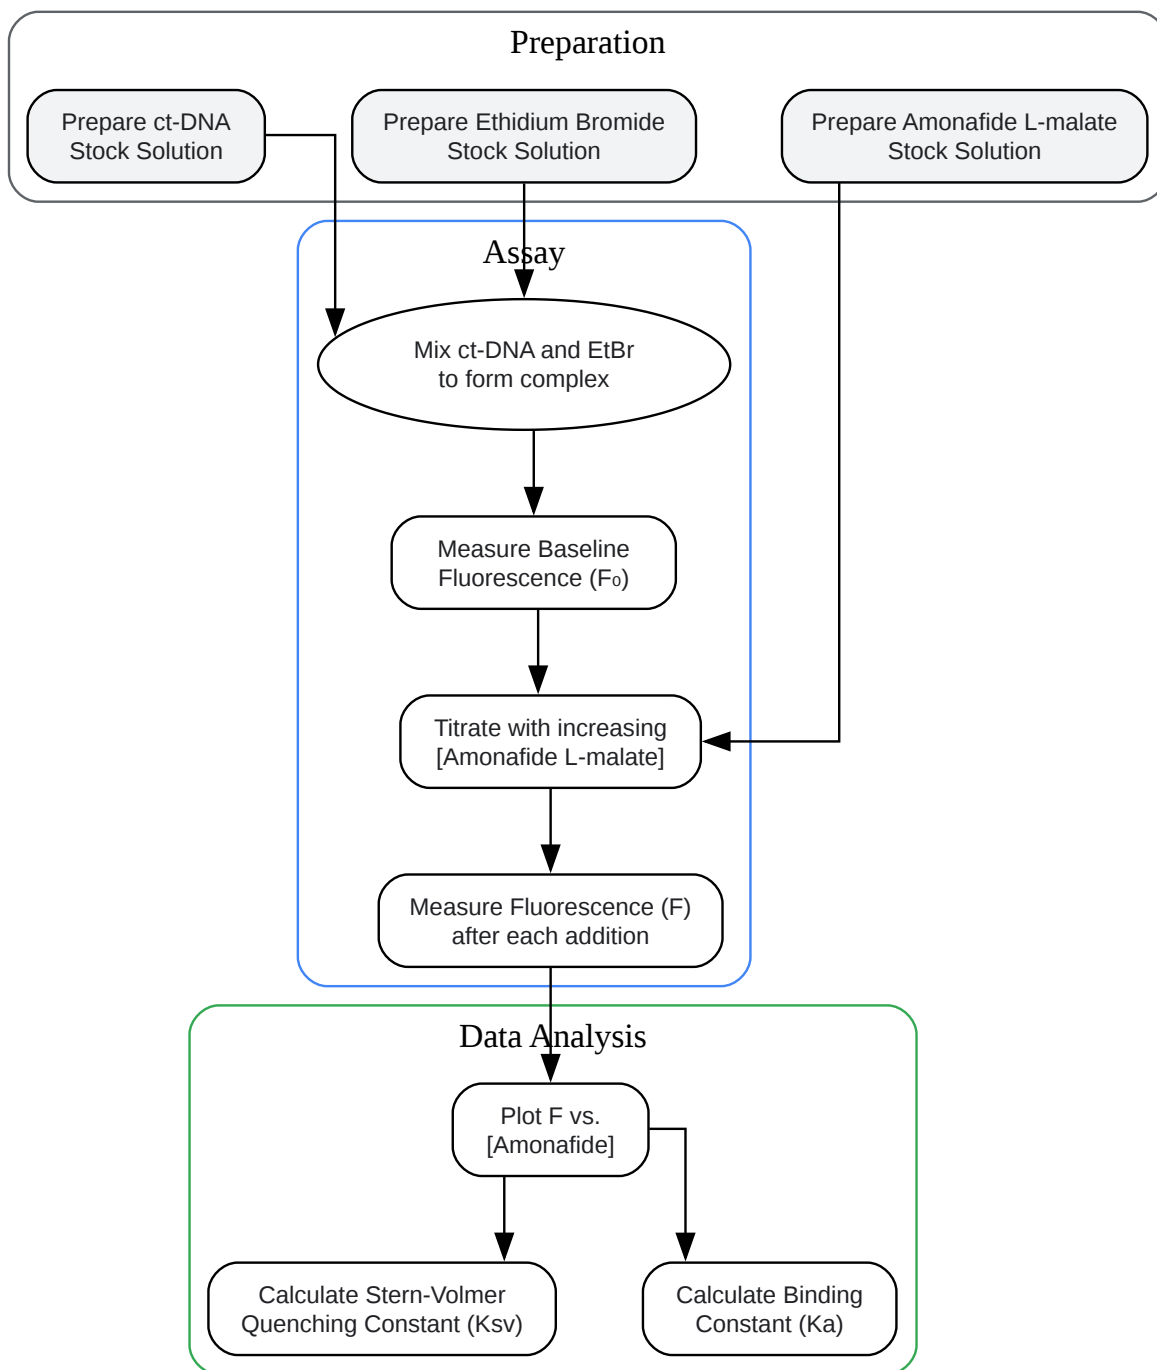 Preparation
Prepare ct-DNA
Stock Solution
Prepare Ethidium Bromide
Stock Solution
Prepare Amonafide L-malate
Stock Solution
Assay
Mix ct-DNA and EtBr
to form complex
Measure Baseline
Fluorescence (F₀)
Titrate with increasing
[Amonafide L-malate]
Measure Fluorescence (F)
after each addition
Data Analysis
Plot F vs.
[Amonafide]
Calculate Stern-Volmer
Quenching Constant (Ksv)
Calculate Binding
Constant (Ka)